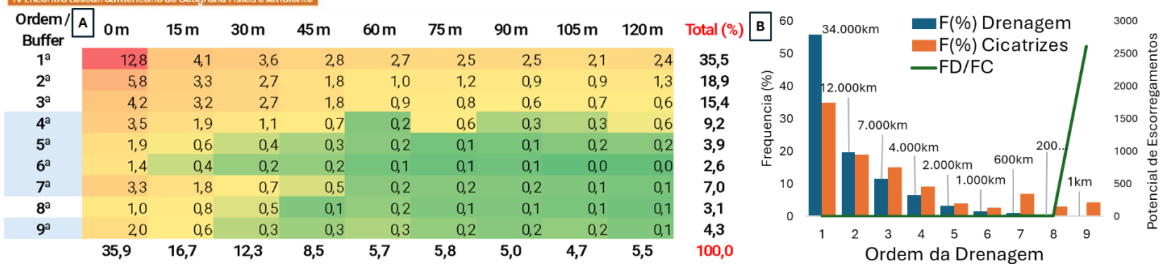 Ordem / Buffer A 0 m 15 m 30 m 45 m 60 m 75 m 90 m 105 m 120 m Total (%)
1ª 12,8 4,1 3,6 2,8 2,7 2,5 2,5 2,1 2,4 35,5
2ª 5,8 3,3 2,7 1,8 1,0 1,2 0,9 0,9 1,3 18,9
3ª 4,2 3,2 2,7 1,8 0,9 0,8 0,6 0,7 0,6 15,4
4ª 3,5 1,9 1,1 0,7 0,2 0,6 0,3 0,3 0,6 9,2
5ª 1,9 0,6 0,4 0,3 0,2 0,1 0,1 0,2 0,2 3,9
6ª 1,4 0,4 0,2 0,2 0,1 0,1 0,1 0,0 0,0 2,6
7ª 3,3 1,8 0,7 0,5 0,2 0,2 0,2 0,1 0,1 7,0
8ª 1,0 0,8 0,5 0,1 0,2 0,1 0,1 0,1 0,1 3,1
9ª 2,0 0,6 0,3 0,3 0,3 0,2 0,2 0,2 0,1 4,3
35,9 16,7 12,3 8,5 5,7 5,8 5,0 4,7 5,5 100,0
B
F(%) Drenagem
F(%) Cicatrizes
FD/FC
Frequencia (%)
60
50
40
30
20
10
0
34.000km
12.000km
7.000km
4.000km
2.000km
1.000km
600km
200...
1km
1 2 3 4 5 6 7 8 9
Ordem da Drenagem
3000
2500
2000
1500
1000
500
0
Potencial de Escorregamentos